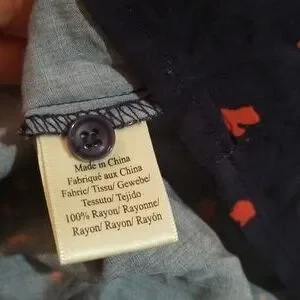 Made in China
Fabriqué aux China
Fabric/ Tissu/ Gewebe/
Tessuto/ Tejido
100% Rayon/ Rayonne/
Rayon/ Rayon/ Rayón